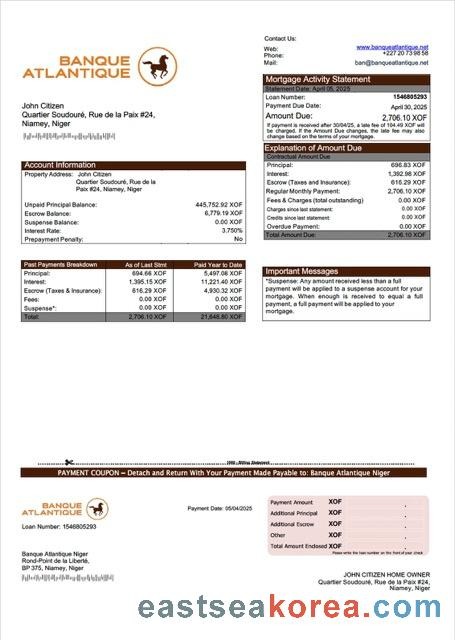 Contact Us:
Web: www.banqueatlantique.net
Phone: +227 20 73 98 58
Mail: ban@banqueatlantique.net
BANQUE
ATLANTIQUE
Mortgage Activity Statement
Statement Date: April 05, 2025
Loan Number: 1546805293
Payment Due Date: April 30, 2025
Amount Due: 2,706.10 XOF
If payment is received after 30/04/25, a late fee of 104.49 XOF will
be charged. If the Amount Due changes, the late fee may also
change based on the terms of your contract.
John Citizen
Quartier Soudouré, Rue de la Paix #24,
Niamey, Niger
Explanation of Amount Due
Contractual Amount Due
Principal: 696.83 XOF
Interest: 1,392.98 XOF
Escrow (Taxes and Insurance): 616.29 XOF
Regular Monthly Payment: 2,706.10 XOF
Fees & Charges (total outstanding) 0.00 XOF
Charges since last statement: 0.00 XOF
Credits since last statement: 0.00 XOF
Overdue Payment: 0.00 XOF
Total Amount Due: 2,706.10 XOF
Account Information
Property Address: John Citizen
Quartier Soudouré, Rue de la
Paix #24, Niamey, Niger
Unpaid Principal Balance: 445,752.92 XOF
Escrow Balance: 6,779.19 XOF
Suspense Balance: 0.00 XOF
Interest Rate: 3.750%
Prepayment Penalty: No
Past Payments Breakdown As of Last Stmt Paid Year to Date
Principal: 694.66 XOF 5,497.08 XOF
Interest: 1,395.15 XOF 11,221.40 XOF
Escrow (Taxes & Insurance): 616.29 XOF 4,930.32 XOF
Fees: 0.00 XOF 0.00 XOF
Suspense*: 0.00 XOF 0.00 XOF
Total: 2,706.10 XOF 21,648.80 XOF
Important Messages
*Suspense: Any amount received less than a full
payment will be applied to a suspense account for your
mortgage. When enough is received to equal a full
payment, a full payment will be applied to your
mortgage.
Billing Statement
PAYMENT COUPON – Detach and Return With Your Payment Made Payable to: Banque Atlantique Niger
BANQUE
ATLANTIQUE
Loan Number: 1546805293
Payment Date: 05/04/2025
Payment Amount XOF .
Additional Principal XOF .
Additional Escrow XOF .
Other XOF .
Total Amount Enclosed XOF .
Please write the loan number on the front of your check
Banque Atlantique Niger
Rond-Point de la Liberté,
BP 375, Niamey, Niger
JOHN CITIZEN HOME OWNER
Quartier Soudouré, Rue de la Paix #24,
Niamey, Niger
eastseakorea.com